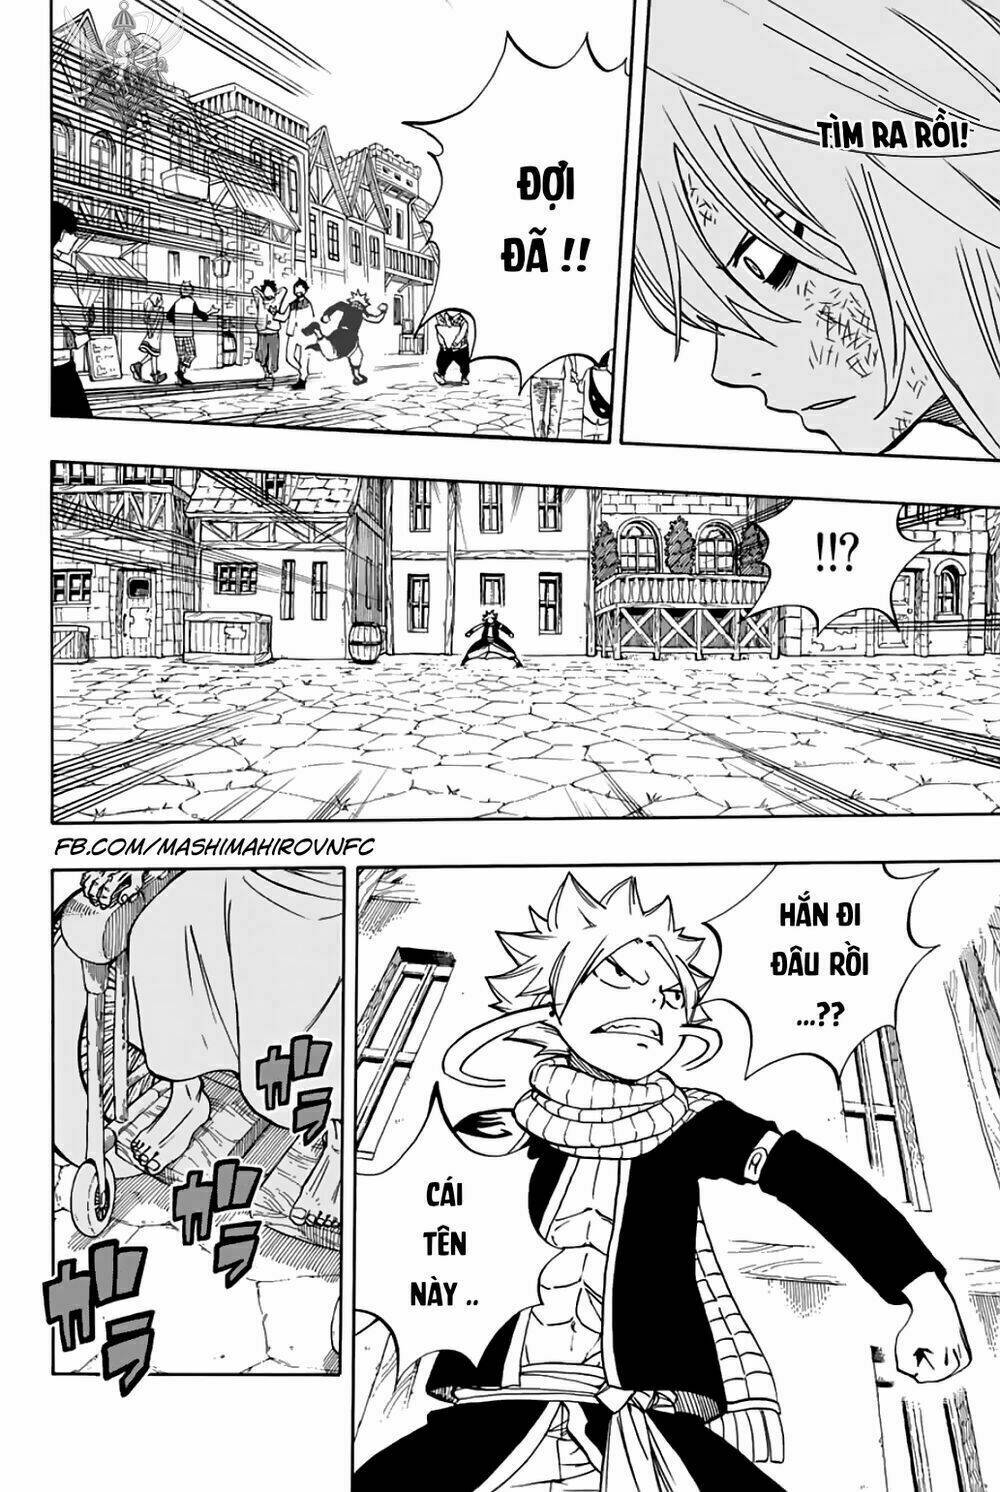 TÌM RA RỒI!
ĐỢI
ĐÃ !!
!!?
FB.COM/MASHIMAHIROVNFC
HẮN ĐI
ĐÂU RỒI
...??
CÁI
TÊN
NÀY ..
ガラ
ガラ
ガラ